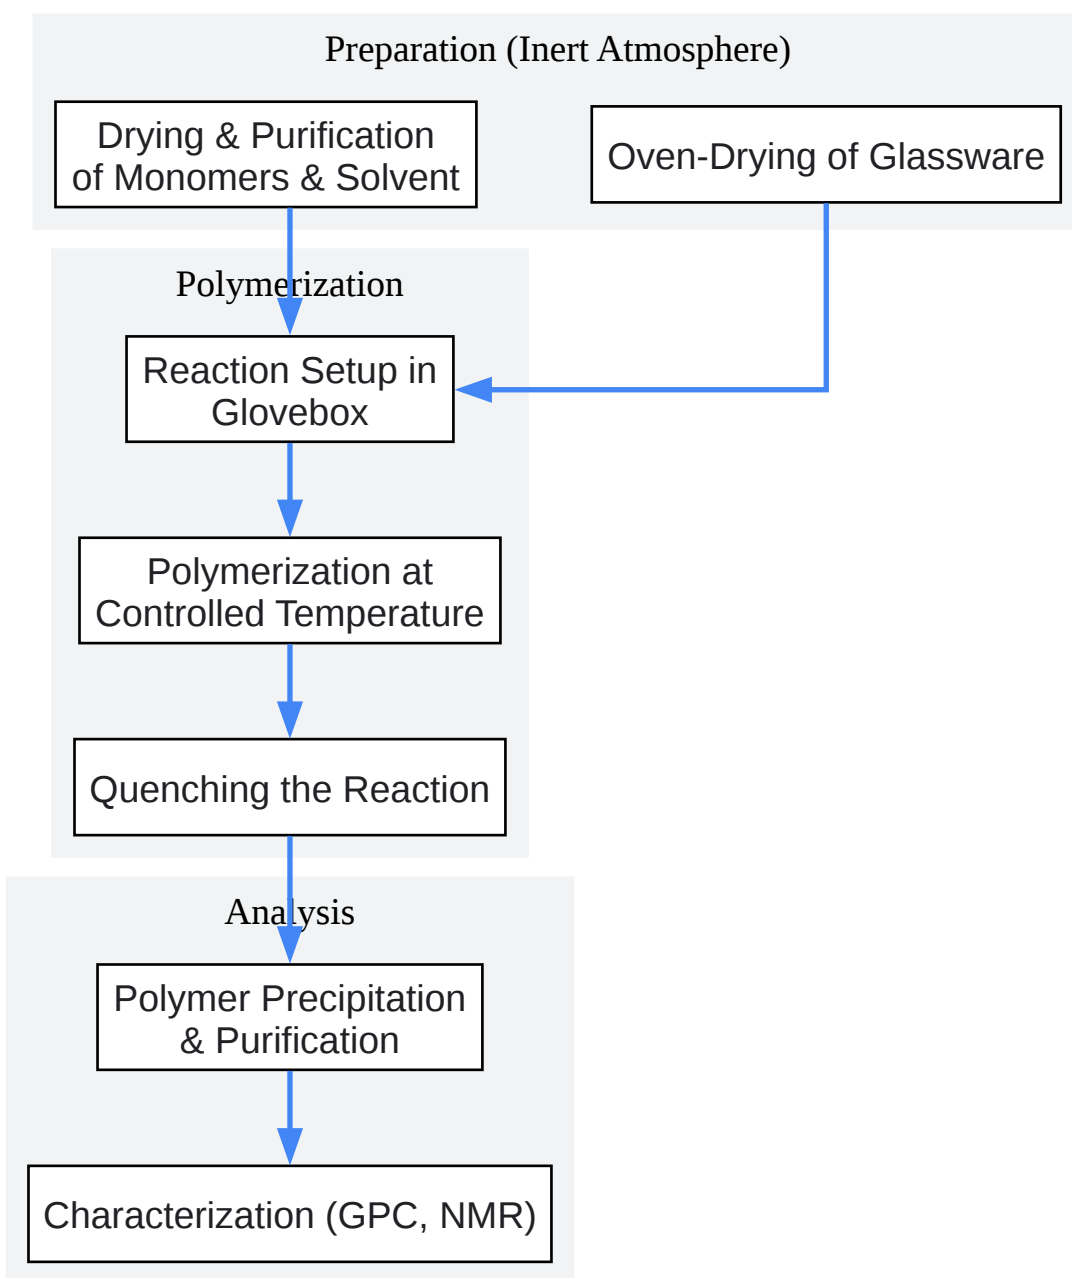 Preparation (Inert Atmosphere)
Drying & Purification
of Monomers & Solvent
Oven-Drying of Glassware
Polymerization
Reaction Setup in
Glovebox
Polymerization at
Controlled Temperature
Quenching the Reaction
Analysis
Polymer Precipitation
& Purification
Characterization (GPC, NMR)